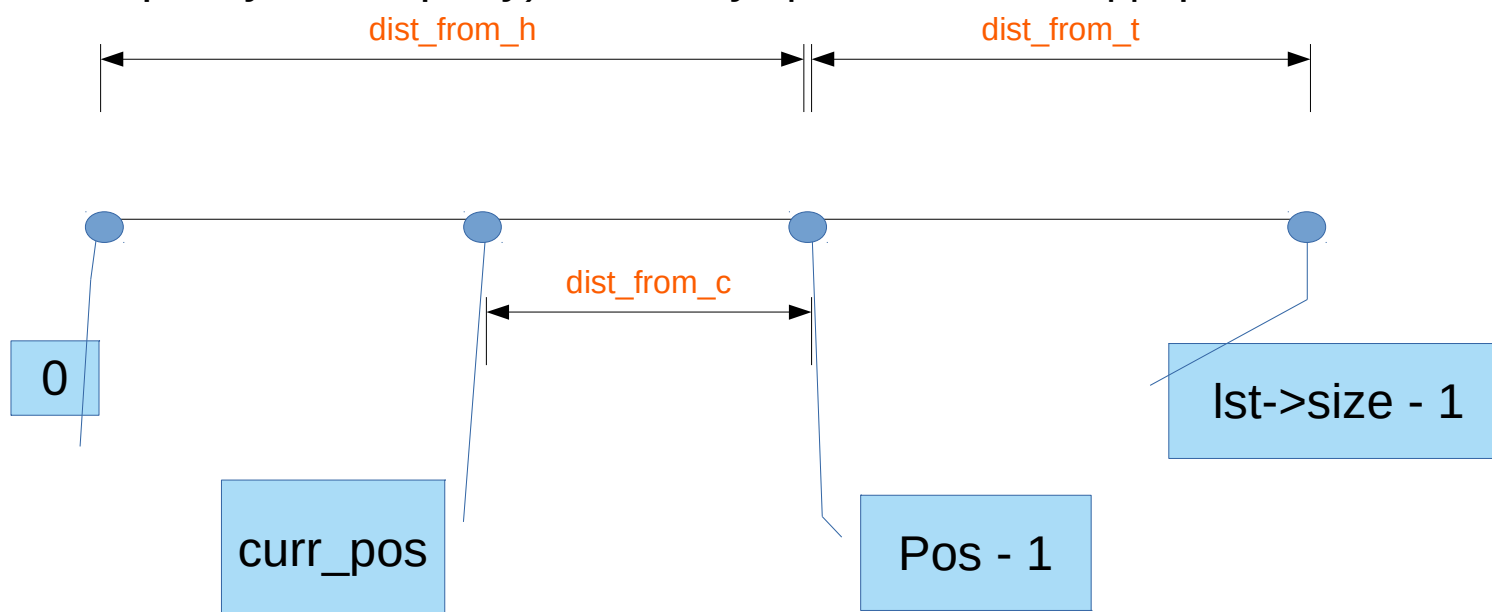 dist_from_h
dist_from_t
dist_from_c
0
lst->size - 1
curr_pos
Pos - 1